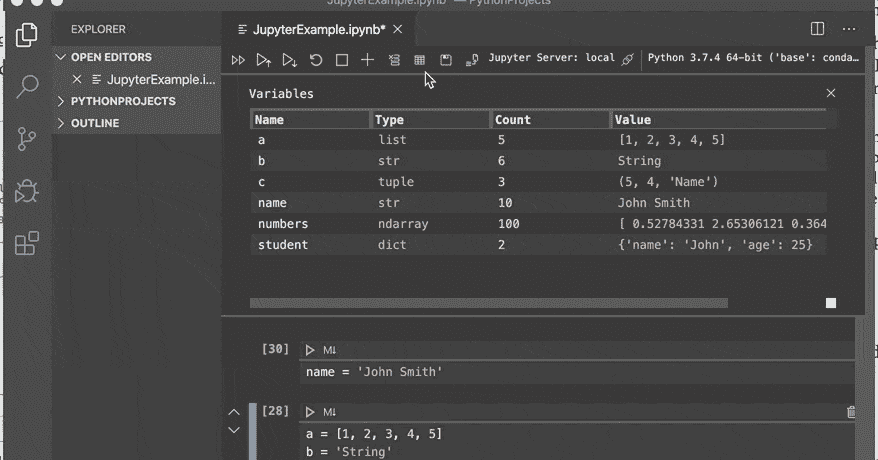 JupyterExample.ipynb — PythonProjects
EXPLORER
OPEN EDITORS
JupyterExample.i...
PYTHONPROJECTS
OUTLINE
JupyterExample.ipynb*
Jupyter Server: local
Python 3.7.4 64-bit ('base': conda…
Variables
Name Type Count Value
a list 5 [1, 2, 3, 4, 5]
b str 6 String
c tuple 3 (5, 4, 'Name')
name str 10 John Smith
numbers ndarray 100 [ 0.52784331 2.65306121 0.364
student dict 2 {'name': 'John', 'age': 25}
[30] M↓
name = 'John Smith'
[28] M↓
a = [1, 2, 3, 4, 5]
b = 'String'